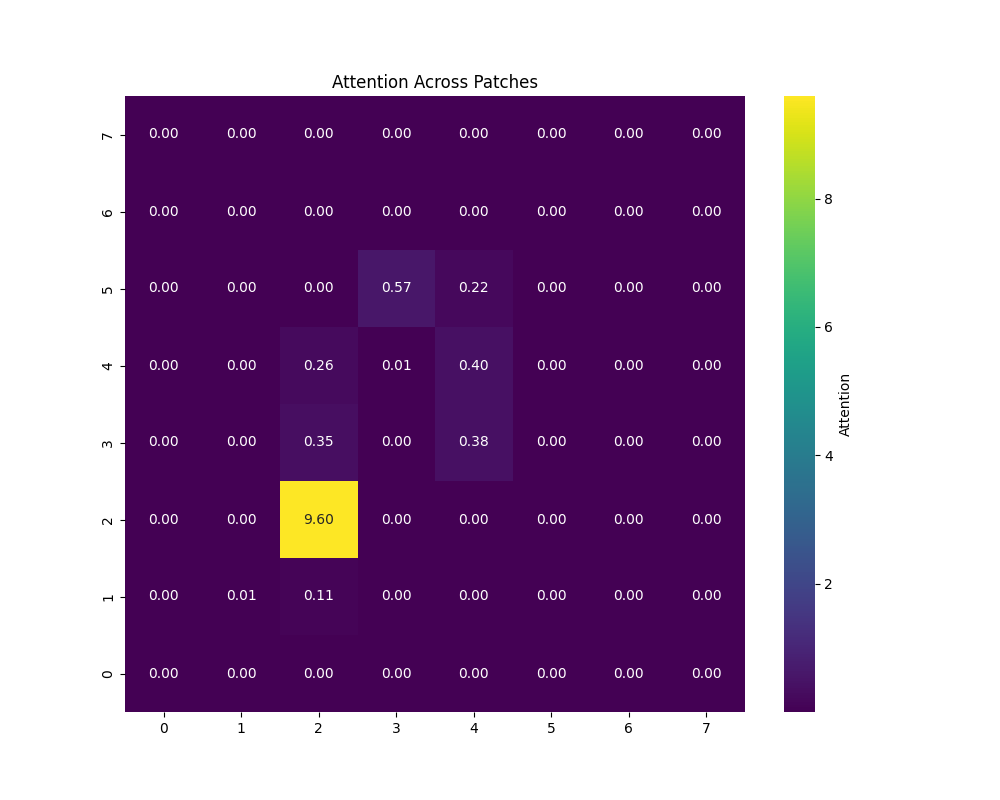 Attention Across Patches
7 0.00 0.00 0.00 0.00 0.00 0.00 0.00 0.00
6 0.00 0.00 0.00 0.00 0.00 0.00 0.00 0.00
5 0.00 0.00 0.00 0.57 0.22 0.00 0.00 0.00
4 0.00 0.00 0.26 0.01 0.40 0.00 0.00 0.00
3 0.00 0.00 0.35 0.00 0.38 0.00 0.00 0.00
2 0.00 0.00 9.60 0.00 0.00 0.00 0.00 0.00
1 0.00 0.01 0.11 0.00 0.00 0.00 0.00 0.00
0 0.00 0.00 0.00 0.00 0.00 0.00 0.00 0.00
0 1 2 3 4 5 6 7
8
6
4
2
Attention